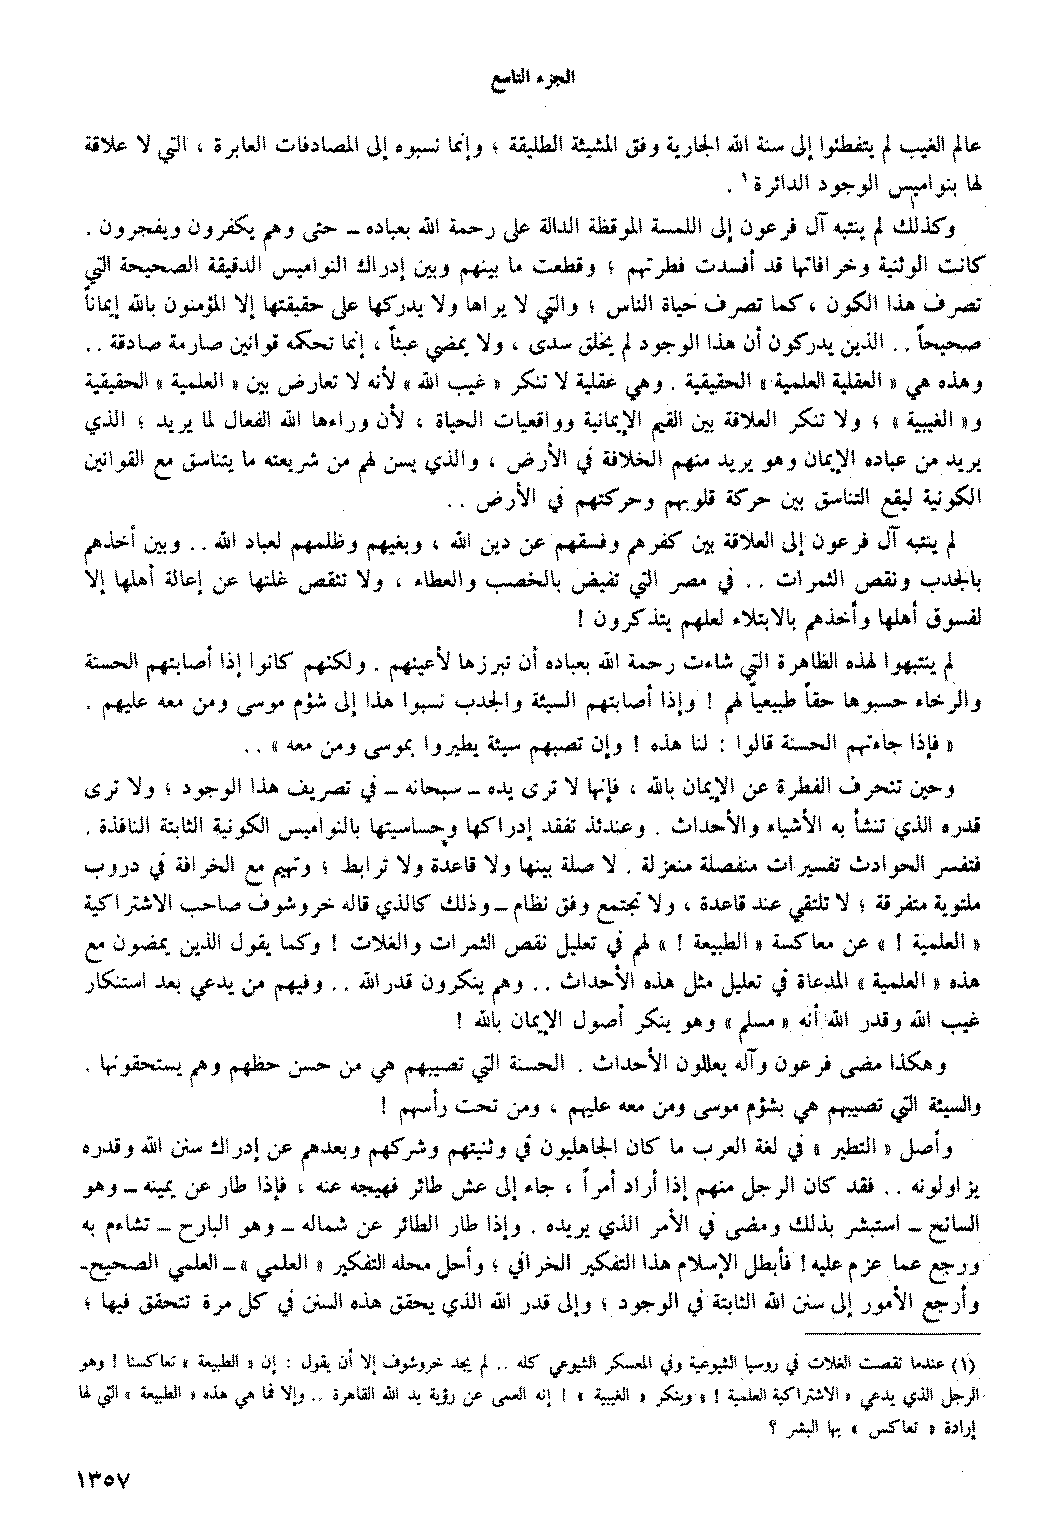 الجزء التاسع
عالم الغيب لم يتفطنوا إلى سنة الله الجارية وفق المشيئة الطليقة ؛ وإنما نسبوه إلى المصادفات العابرة ، التي لا علاقة
لها بنواميس الوجود الدائرة ١ .
وكذلك لم ينتبه آل فرعون إلى اللمسة الموقظة الدالة على رحمة الله بعباده – حتى وهم يكفرون ويفجرون .
كانت الوثنية وخرافاتها قد أفسدت فطرتهم ؛ وقطعت ما بينهم وبين إدراك النواميس الدقيقة الصحيحة التي
تصرف هذا الكون ، كما تصرف حياة الناس ؛ والتي لا يراها ولا يدركها على حقيقتها إلا المؤمنون بالله إيماناً
صحيحاً .. الذين يدركون أن هذا الوجود لم يخلق سدى ، ولا يمضي عبثاً ، إنما تحكمه قوانين صارمة صادقة ..
وهذه هي « العقلية العلمية » الحقيقية . وهي عقلية لا تنكر « غيب الله » لأنه لا تعارض بين « العلمية » الحقيقية
و« الغيبية » ؛ ولا تنكر العلاقة بين القيم الإيمانية وواقعيات الحياة ، لأن وراءها الله الفعال لما يريد ؛ الذي
يريد من عباده الإيمان وهو يريد منهم الخلافة في الأرض ، والذي يسن لهم من شريعته ما يتناسق مع القوانين
الكونية ليقع التناسق بين حركة قلوبهم وحركتهم في الأرض ..
لم ينتبه آل فرعون إلى العلاقة بين كفرهم وفسقهم عن دين الله ، وبغيهم وظلمهم لعباد الله .. وبين أخذهم
بالجدب ونقص الثمرات .. في مصر التي تفيض بالخصب والعطاء ، ولا تنقص غلتها عن إعالة أهلها إلا
لفسوق أهلها وأخذهم بالابتلاء لعلهم يتذكرون !
لم ينتبهوا لهذه الظاهرة التي شاءت رحمة الله بعباده أن تبرزها لأعينهم . ولكنهم كانوا إذا أصابتهم الحسنة
والرخاء حسبوها حقاً طبيعياً لهم ! وإذا أصابتهم السيئة والجدب نسبوا هذا إلى شؤم موسى ومن معه عليهم .
« فإذا جاءتهم الحسنة قالوا : لنا هذه ! وإن تصبهم سيئة يطيروا بموسى ومن معه » ..
وحين تنحرف الفطرة عن الإيمان بالله ، فإنها لا ترى يده – سبحانه – في تصريف هذا الوجود ؛ ولا ترى
قدره الذي تنشأ به الأشياء والأحداث . وعندئذ تفقد إدراكها وحساسيتها بالنواميس الكونية الثابتة النافذة .
فتفسر الحوادث تفسيرات منفصلة منعزلة . لا صلة بينها ولا قاعدة ولا ترابط ؛ وتهيم مع الخرافة في دروب
ملتوية متفرقة ؛ لا تلتقي عند قاعدة ، ولا تجتمع وفق نظام – وذلك كالذي قاله خروشوف صاحب الاشتراكية
« العلمية ! » عن معاكسة « الطبيعة ! » لهم في تعليل نقص الثمرات والغلات ! وكما يقول الذين يمضون مع
هذه « العلمية » المدعاة في تعليل مثل هذه الأحداث .. وهم ينكرون قدر الله .. وفيهم من يدعي بعد استنكار
غيب الله وقدر الله أنه « مسلم » وهو ينكر أصول الإيمان بالله !
وهكذا مضى فرعون وآله يعللون الأحداث . الحسنة التي تصيبهم هي من حسن حظهم وهم يستحقونها .
والسيئة التي تصيبهم هي بشؤم موسى ومن معه عليهم ، ومن تحت رأسهم !
وأصل « التطير » في لغة العرب ما كان الجاهليون في وثنيتهم وشركهم وبعدهم عن إدراك سنن الله وقدره
يزاولونه .. فقد كان الرجل منهم إذا أراد أمراً ، جاء إلى عش طائر فهيجه عنه ، فإذا طار عن يمينه – وهو
السانح – استبشر بذلك ومضى في الأمر الذي يريده . وإذا طار الطائر عن شماله – وهو البارح – تشاءم به
ورجع عما عزم عليه ! فأبطل الإسلام هذا التفكير الخرافي ؛ وأحل محله التفكير « العلمي » – العلمي الصحيح–
وأرجع الأمور إلى سنن الله الثابتة في الوجود ؛ وإلى قدر الله الذي يحقق هذه السنن في كل مرة تتحقق فيها ؛
(١) عندما نقصت الغلات في روسيا الشيوعية وفي المعسكر الشيوعي كله .. لم يجد خروشوف إلا أن يقول : إن « الطبيعة » تعاكسنا ! وهو
الرجل الذي يدعي « الاشتراكية العلمية ! » وينكر « الغيبية » ! إنه العمى عن رؤية يد الله القاهرة .. وإلا فما هي هذه « الطبيعة » التي لها
إرادة « تعاكس » بها البشر ؟
١٣٥٧